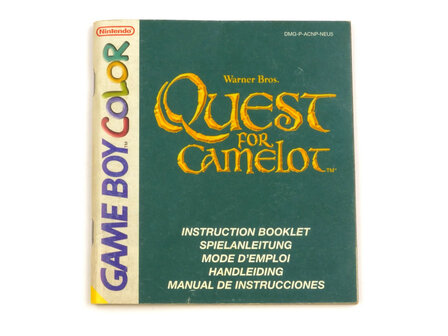 Nintendo
GAME BOY COLOR
TM
DMG-P-ACNP-NEU5
Warner Bros.
QUEST
FOR
CAMELOT
TM
INSTRUCTION BOOKLET
SPIELANLEITUNG
MODE D'EMPLOI
HANDLEIDING
MANUAL DE INSTRUCCIONES